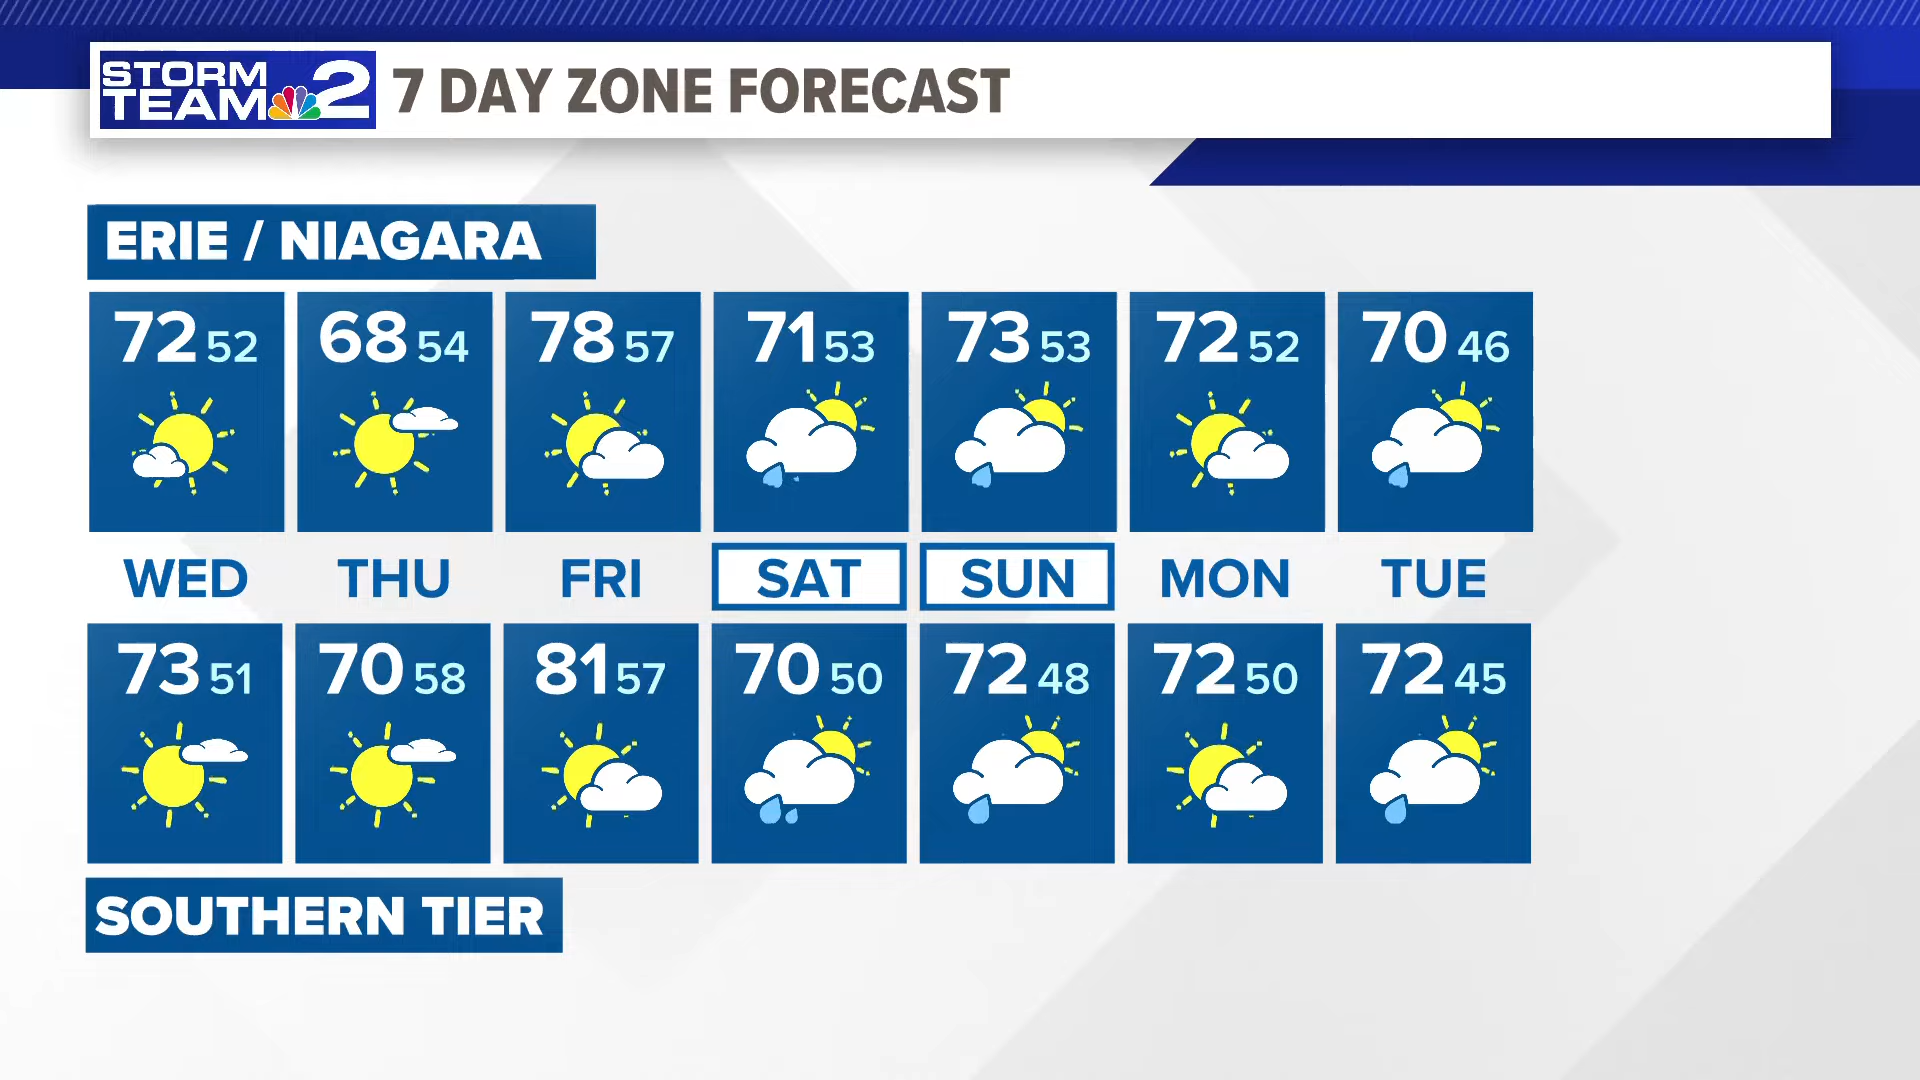 STORM
TEAM 2
7 DAY ZONE FORECAST
ERIE / NIAGARA
72 52 68 54 78 57 71 53 73 53 72 52 70 46
WED THU FRI SAT SUN MON TUE
73 51 70 58 81 57 70 50 72 48 72 50 72 45
SOUTHERN TIER